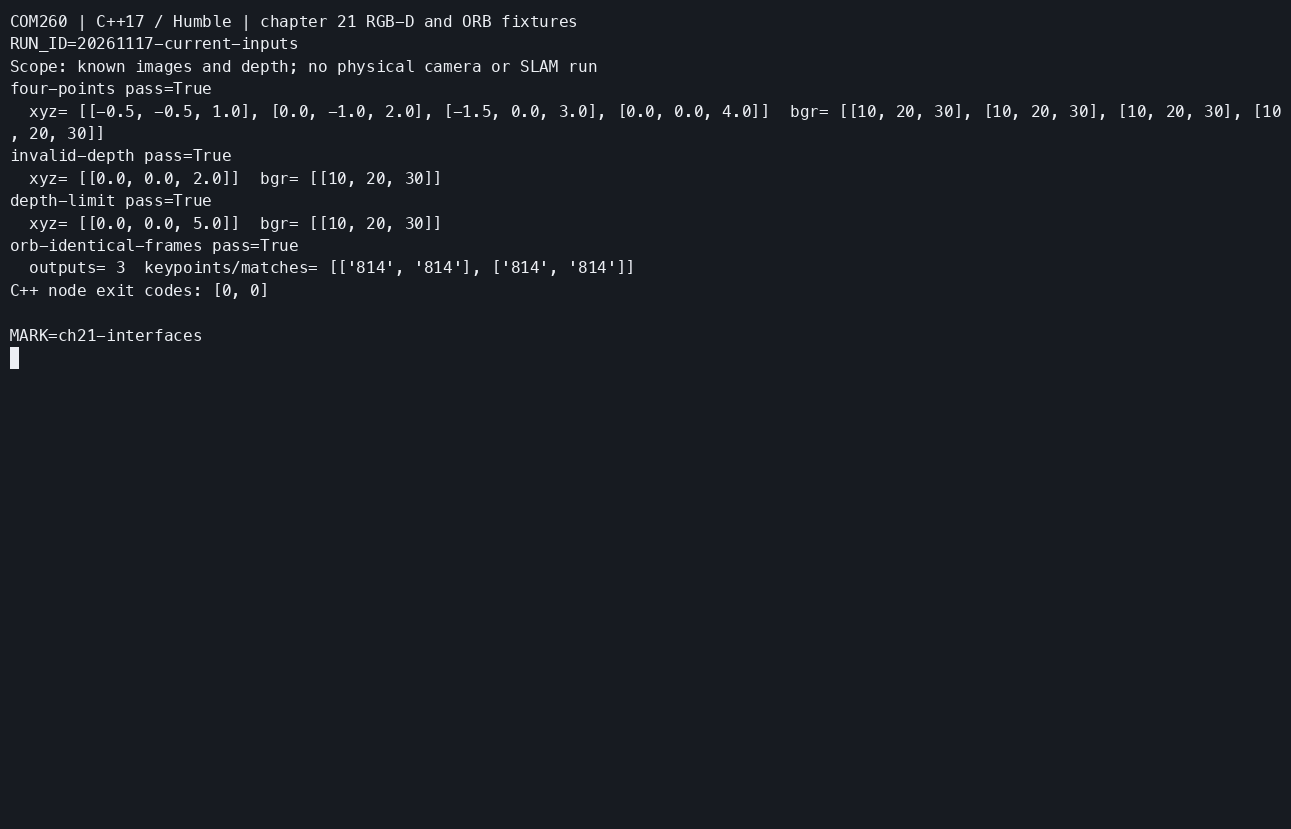 COM260 | C++17 / Humble | chapter 21 RGB-D and ORB fixtures
RUN_ID=20261117-current-inputs
Scope: known images and depth; no physical camera or SLAM run
four-points pass=True
  xyz= [[-0.5, -0.5, 1.0], [0.0, -1.0, 2.0], [-1.5, 0.0, 3.0], [0.0, 0.0, 4.0]]  bgr= [[10, 20, 30], [10, 20, 30], [10, 20, 30], [10
, 20, 30]]
invalid-depth pass=True
  xyz= [[0.0, 0.0, 2.0]]  bgr= [[10, 20, 30]]
depth-limit pass=True
  xyz= [[0.0, 0.0, 5.0]]  bgr= [[10, 20, 30]]
orb-identical-frames pass=True
  outputs= 3  keypoints/matches= [['814', '814'], ['814', '814']]
C++ node exit codes: [0, 0]

MARK=ch21-interfaces